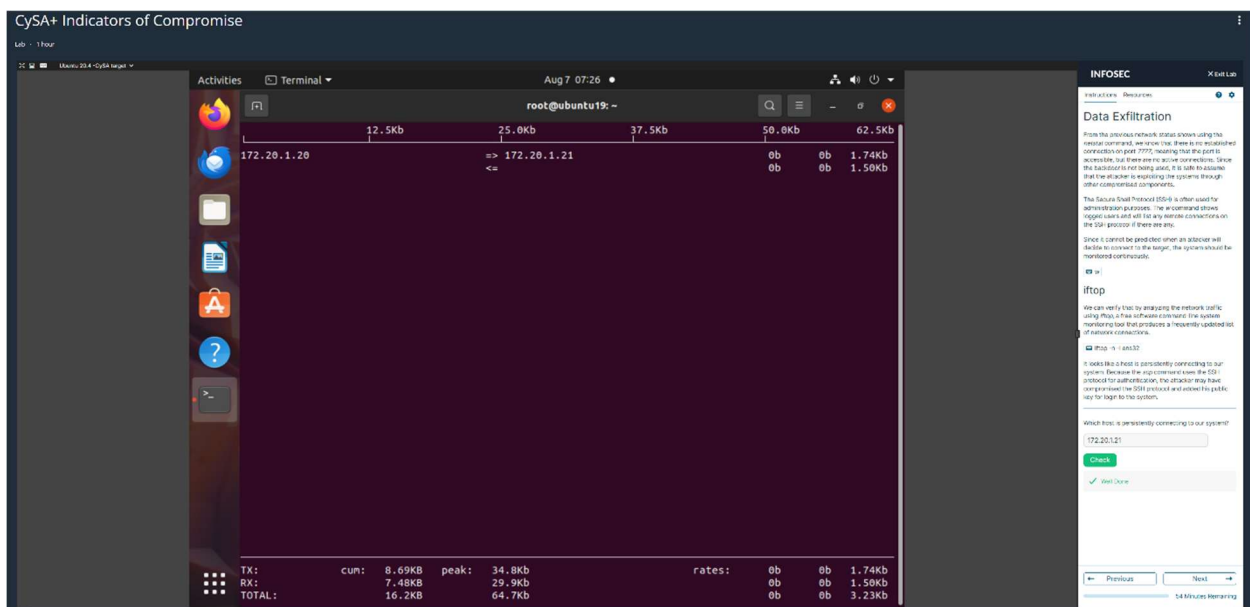 CySA+ Indicators of Compromise
Lab - 1 hour
Ubuntu 20.4 -CySA target
Activities
Terminal
Aug 7 07:26
root@ubuntu19: ~
12.5Kb 25.0Kb 37.5Kb 50.0Kb 62.5Kb
172.20.1.20 => 172.20.1.21 0b 0b 1.74Kb
<= 0b 0b 1.50Kb
TX: cum: 8.69KB peak: 34.8Kb rates: 0b 0b 1.74Kb
RX: 7.48KB 29.9Kb 0b 0b 1.50Kb
TOTAL: 16.2KB 64.7Kb 0b 0b 3.23Kb
INFOSEC
Exit Lab
Instructions Resources
Data Exfiltration
From the previous network status shown using the
command, we know that there is no established
connection on port 7777, meaning that the port is
accessible, but there are no active connections. Since
the backdoor is not being used, it is safe to assume
that the attacker is exploiting the systems through
other compromised components.
The Secure Shell Protocol (SSH) is often used for
administration purposes. The w command shows
logged users and will list any remote connections on
the SSH protocol if there are any.
Since it cannot be predicted when an attacker will
decide to connect to the target, the system should be
monitored continuously.
iftop
We can verify that by analyzing the network traffic
using iftop, a free software command-line system
monitoring tool that produces a frequently updated list
of network connections.
iftop -n -i ens32
It looks like a host is persistently connecting to our
system. Because the scp command uses the SSH
protocol for authentication, the attacker may have
compromised the SSH protocol and added his public
key for login to the system.
Which host is persistently connecting to our system?
172.20.1.21
Check
Well Done
Previous
Next
54 Minutes Remaining